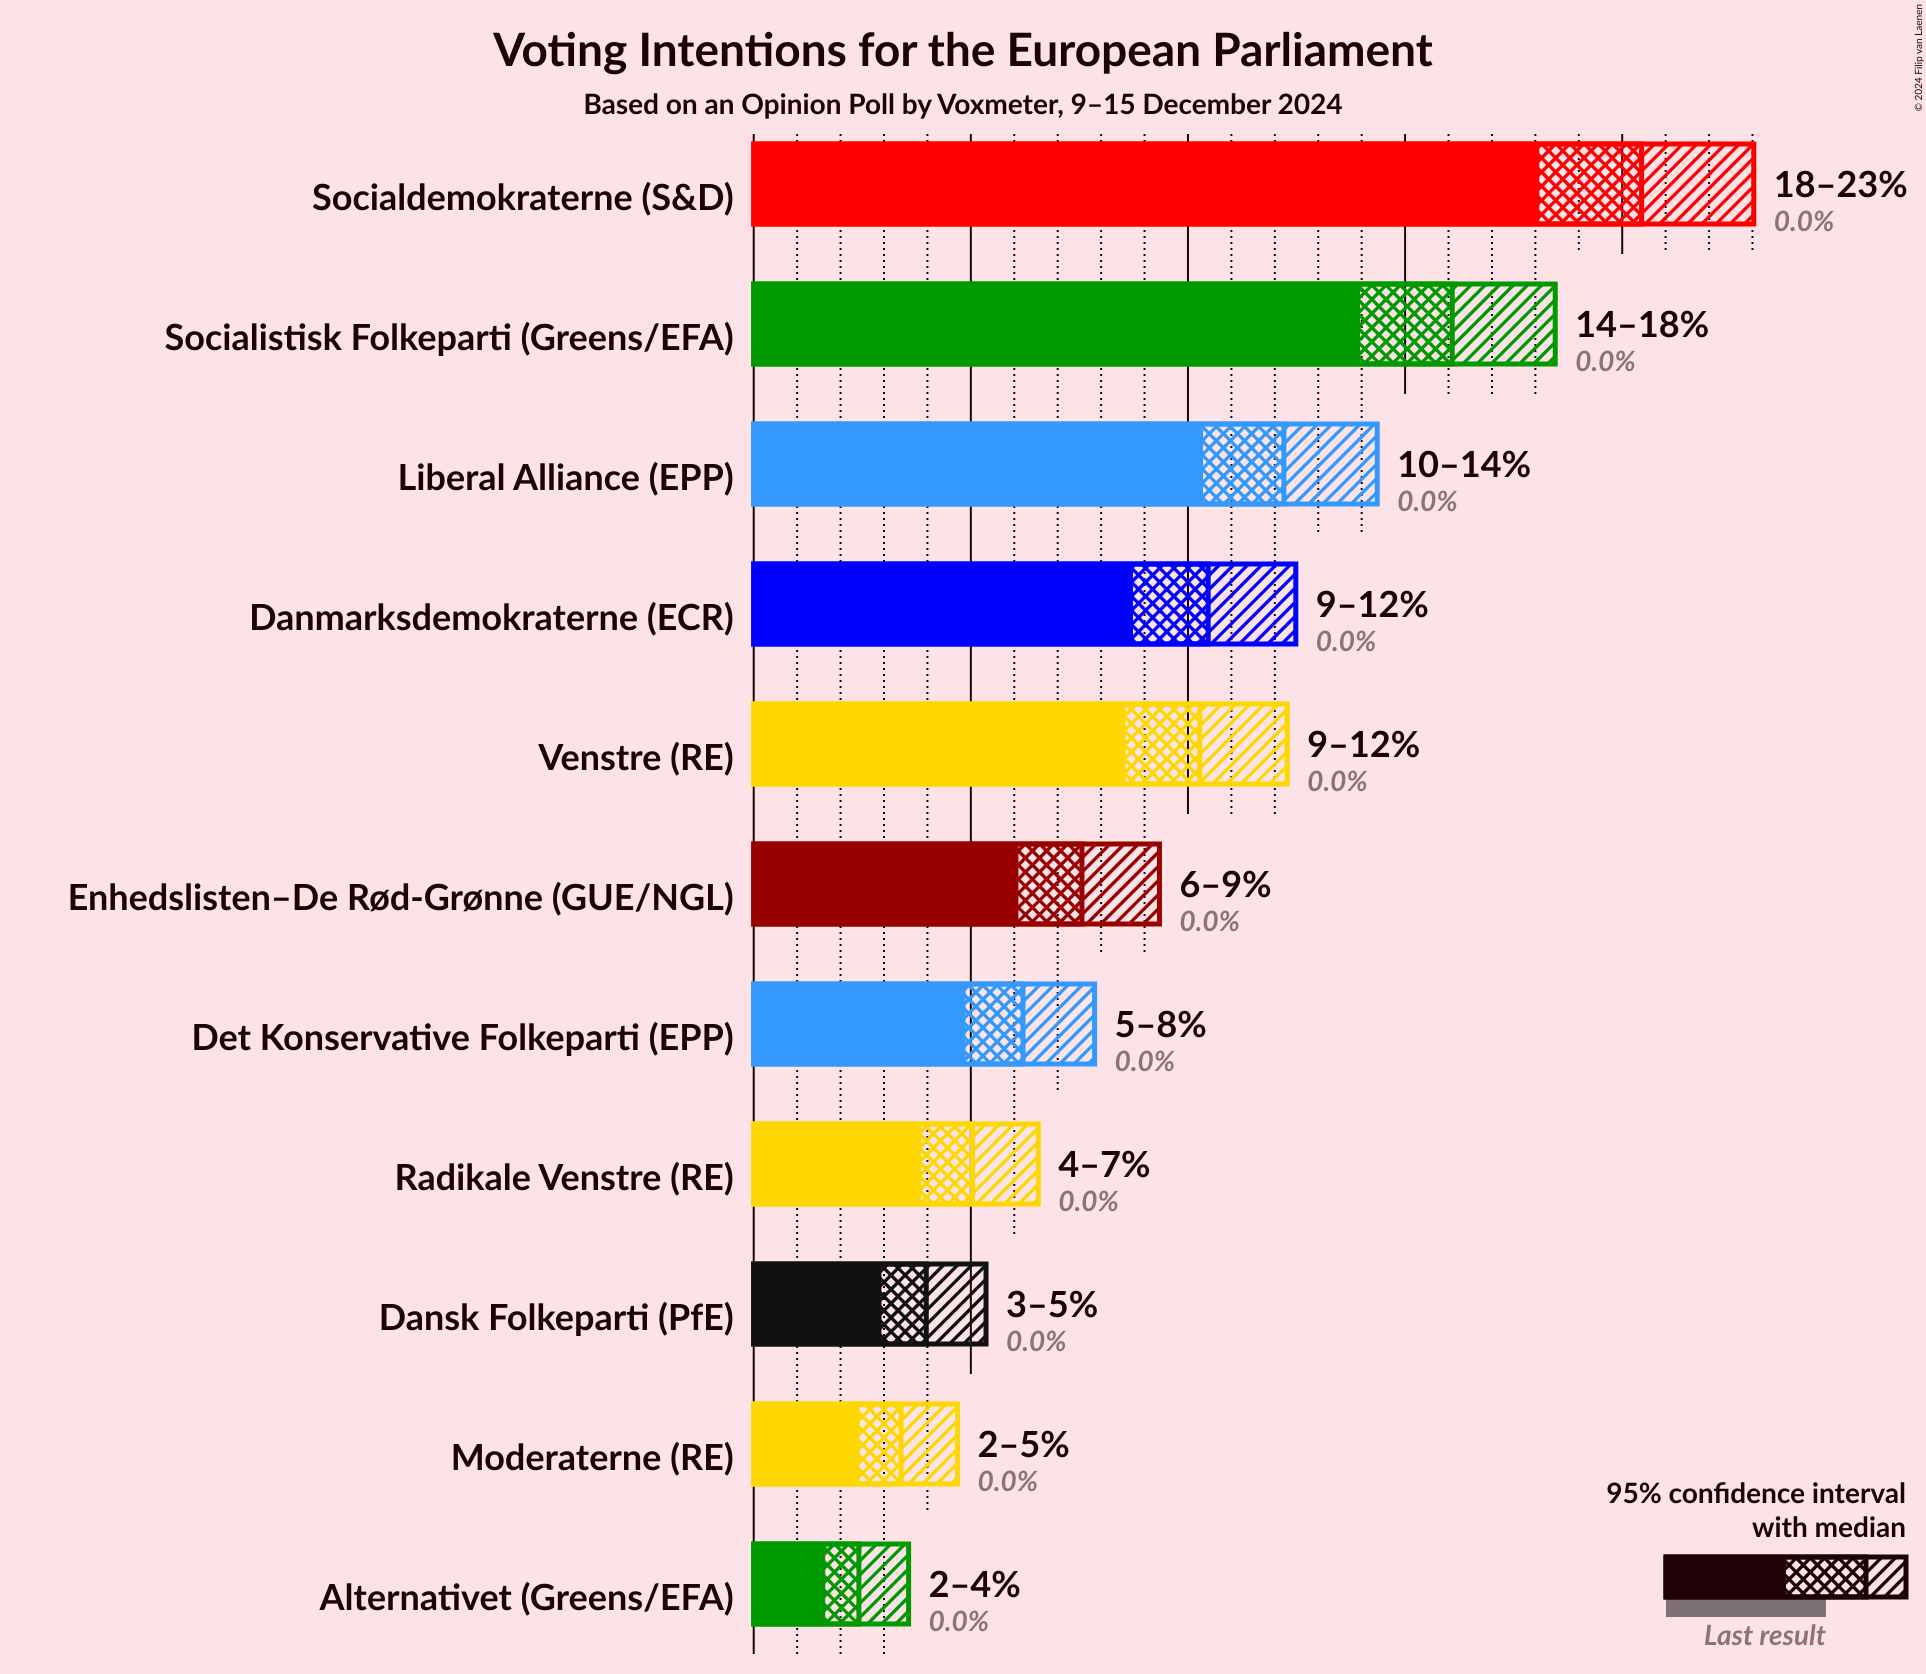 Voting Intentions for the European Parliament
Based on an Opinion Poll by Voxmeter, 9–15 December 2024
© 2024 Filip van Laenen
Socialdemokraterne (S&D)
18–23%
0.0%
Socialistisk Folkeparti (Greens/EFA)
14–18%
0.0%
Liberal Alliance (EPP)
10–14%
0.0%
Danmarksdemokraterne (ECR)
9–12%
0.0%
Venstre (RE)
9–12%
0.0%
Enhedslisten–De Rød-Grønne (GUE/NGL)
6–9%
0.0%
Det Konservative Folkeparti (EPP)
5–8%
0.0%
Radikale Venstre (RE)
4–7%
0.0%
Dansk Folkeparti (PfE)
3–5%
0.0%
Moderaterne (RE)
2–5%
0.0%
Alternativet (Greens/EFA)
2–4%
0.0%
95% confidence interval
with median
Last result